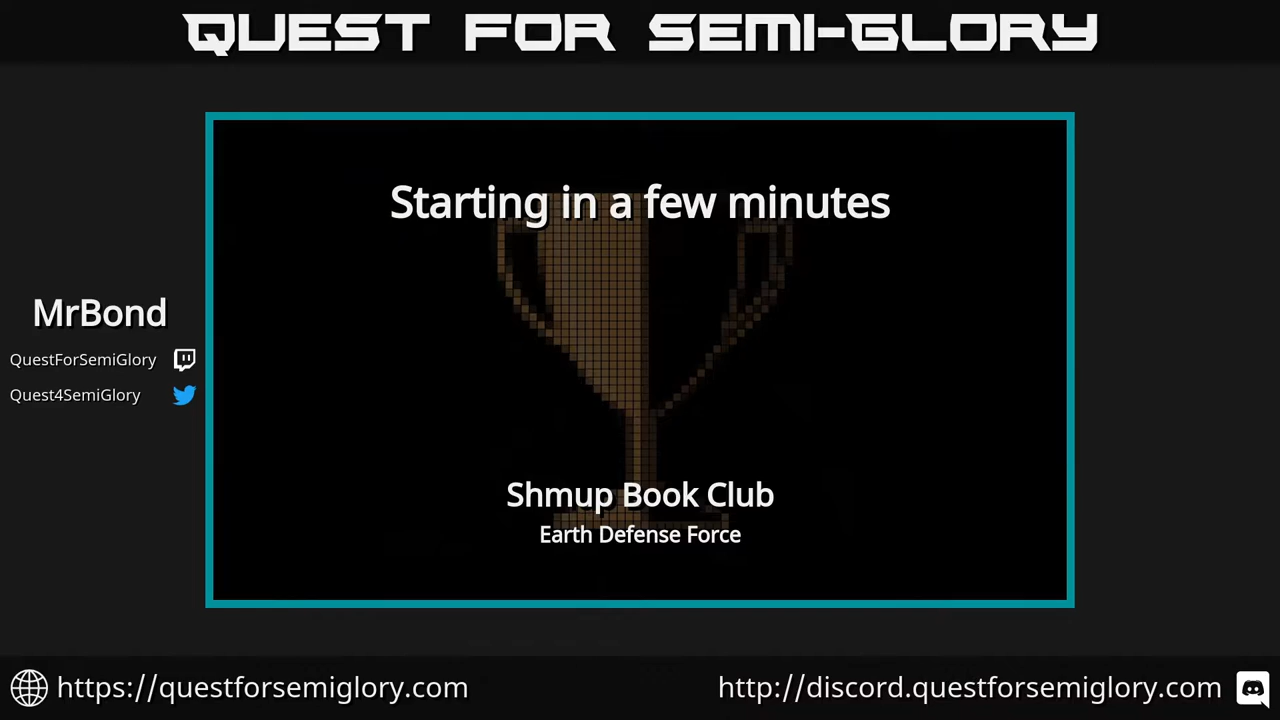 QUEST FOR SEMI-GLORY
Starting in a few minutes
MrBond
QuestForSemiGlory
Quest4SemiGlory
Shmup Book Club
Earth Defense Force
https://questforsemiglory.com
http://discord.questforsemiglory.com